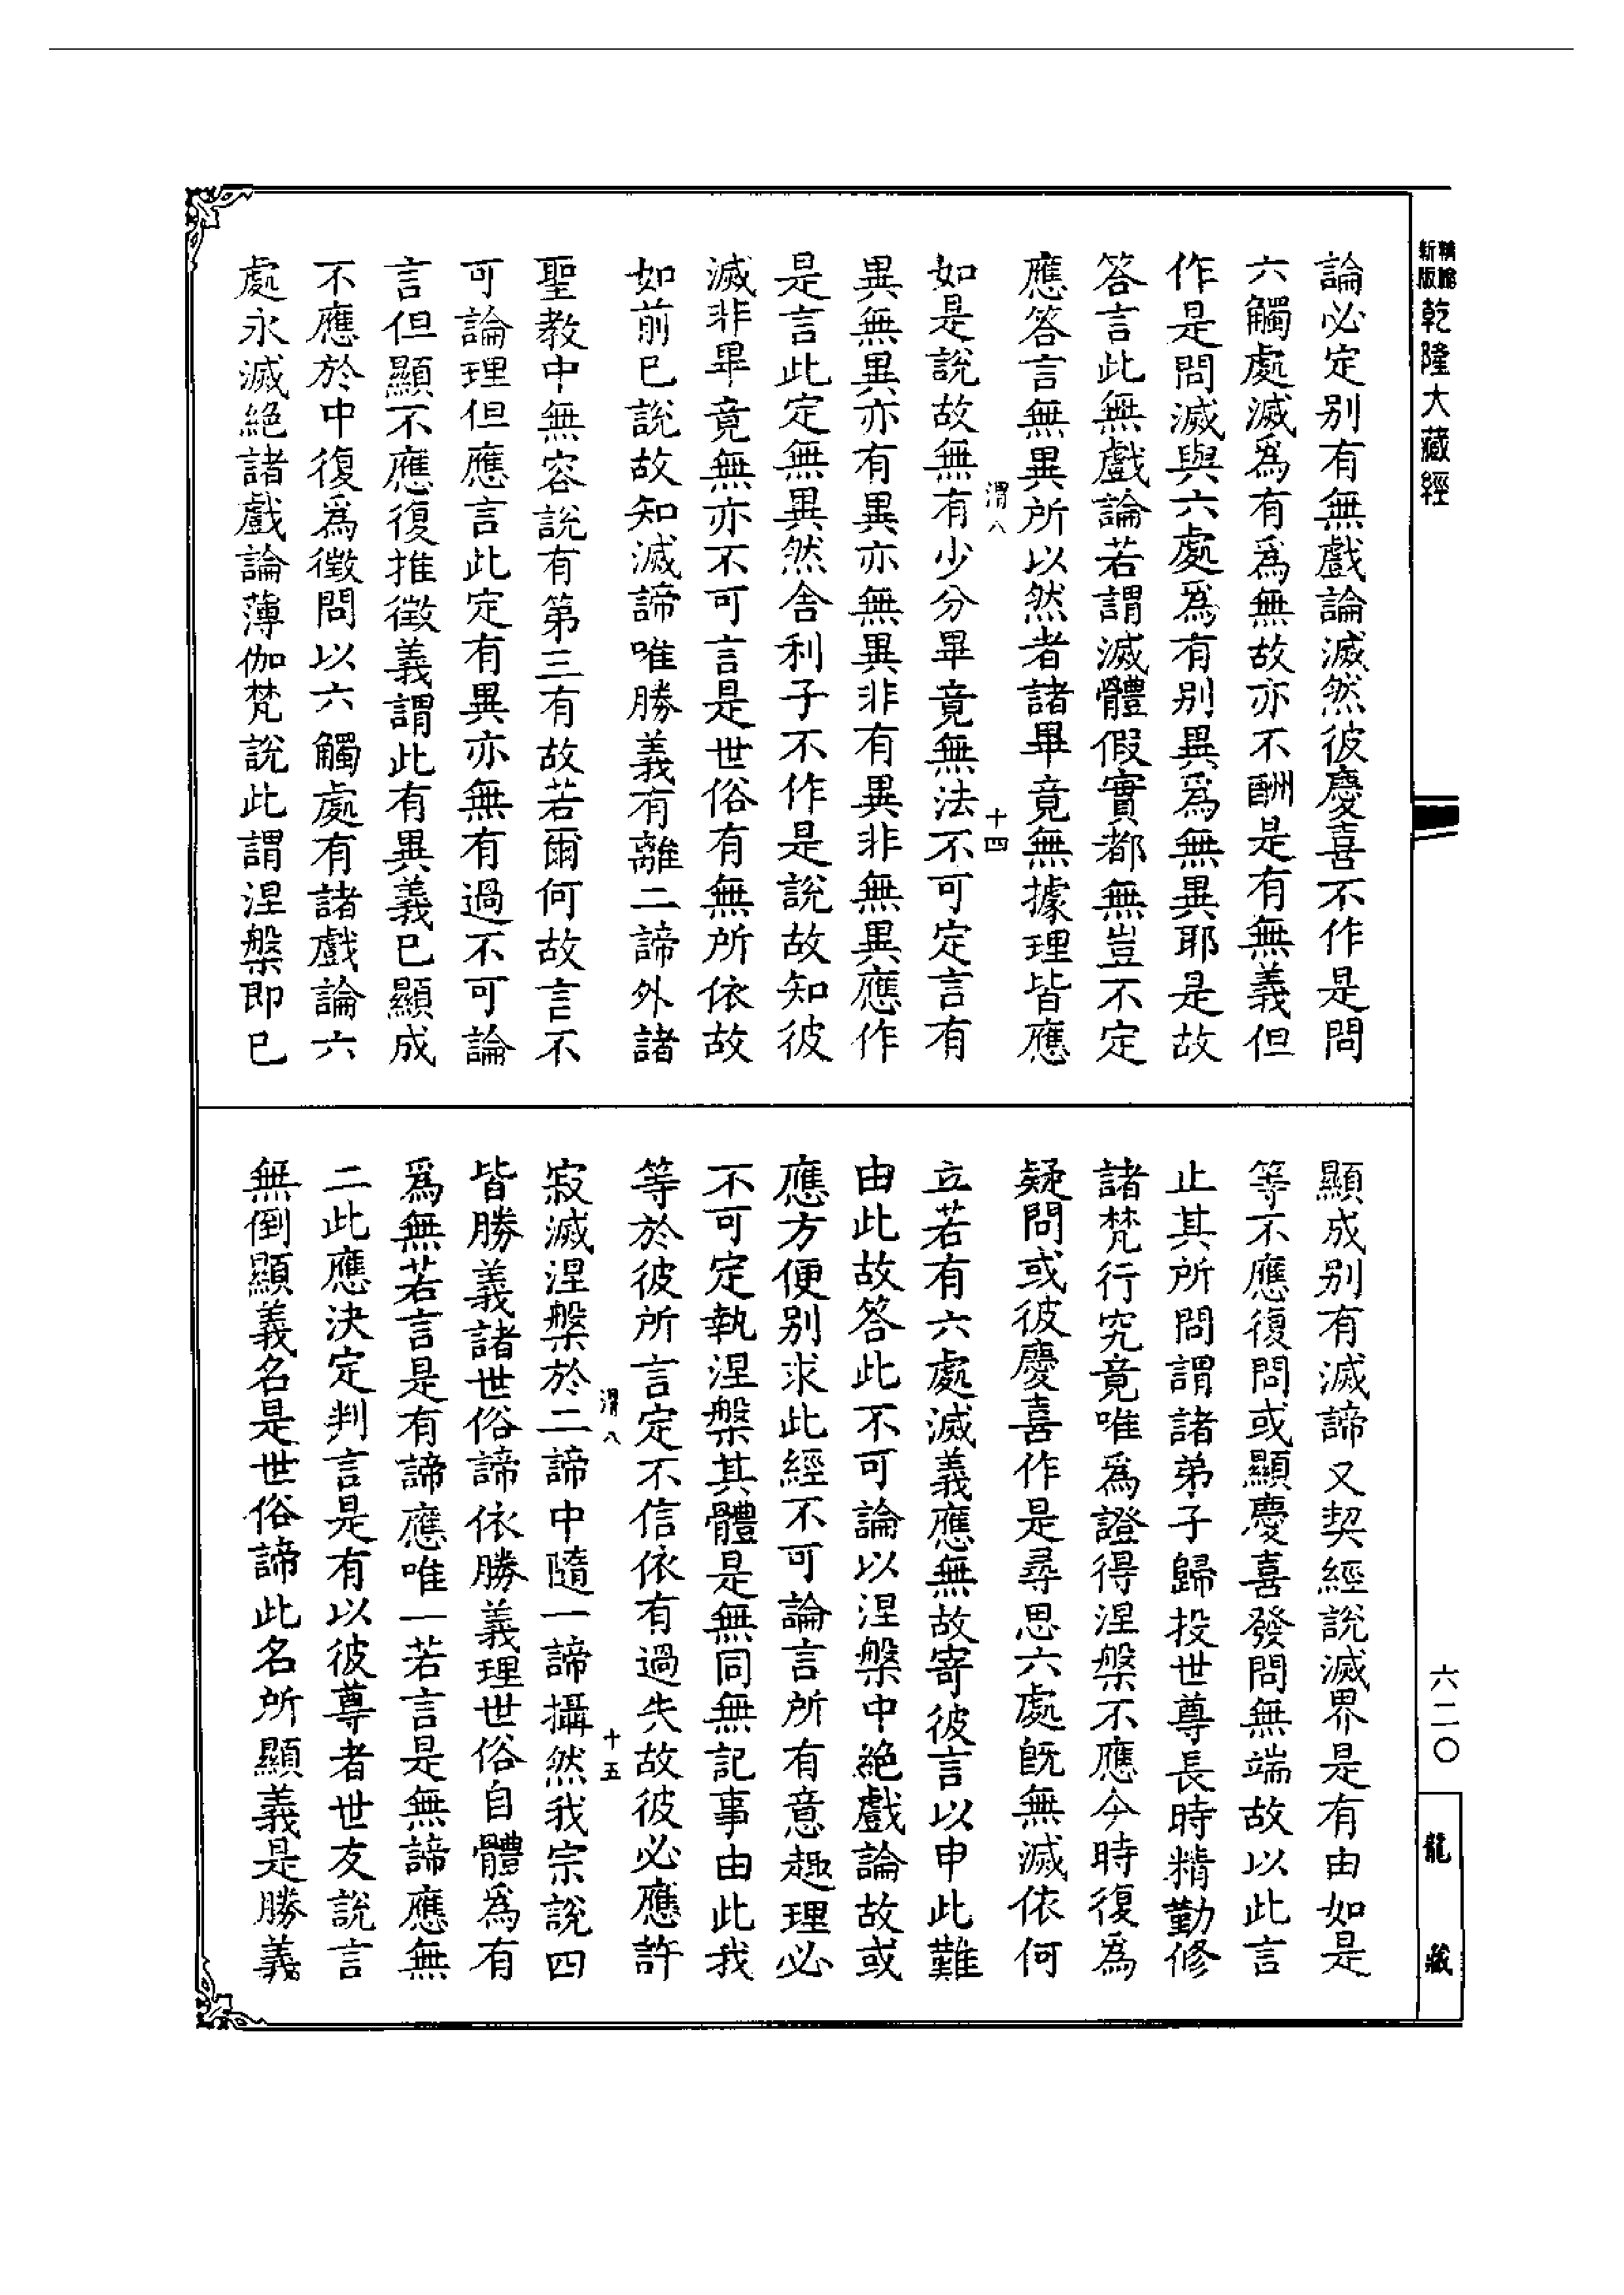 精縮新版乾隆大藏經
論必定別有無戲論滅然彼慶喜不作是問
六觸處滅為有為無故亦不酬是有無義但
作是問滅與六處為有別異為無異耶是故
答言此無戲論若謂滅體假實都無豈不定
應答言無異所以然者諸畢竟無據理皆應
渭八 十四
如是說故無有少分畢竟無法不可定言有
異無異亦有異亦無異非有異非無異應作
是言此定無異然舍利子不作是說故知彼
滅非畢竟無亦不可言是世俗有無所依故
如前已說故知滅諦唯勝義有離二諦外諸
聖教中無容說有第三有故若爾何故言不
可論理但應言此定有異亦無有過不可論
言但顯不應復推徵義謂此有異義已顯成
不應於中復為徵問以六觸處有諸戲論六
處永滅絕諸戲論薄伽梵說此謂涅槃即已
顯成別有滅諦又契經說滅界是有由如是
等不應復問或顯慶喜發問無端故以此言
止其所問謂諸弟子歸投世尊長時精勤修
諸梵行究竟唯為證得涅槃不應今時復為
疑問或彼慶喜作是尋思六處既無滅依何
立若有六處滅義應無故寄彼言以申此難
由此故答此不可論以涅槃中絕戲論故或
應方便別求此經不可論言所有意趣理必
不可定執涅槃其體是無同無記事由此我
等於彼所言定不信依有過失故彼必應許
渭八 十五
寂滅涅槃於二諦中隨一諦攝然我宗說四
皆勝義諸世俗諦依勝義理世俗自體為有
為無若言是有諦應唯一若言是無諦應無
二此應決定判言是有以彼尊者世友說言
無倒顯義名是世俗諦此名所顯義是勝義
六二〇
龍藏